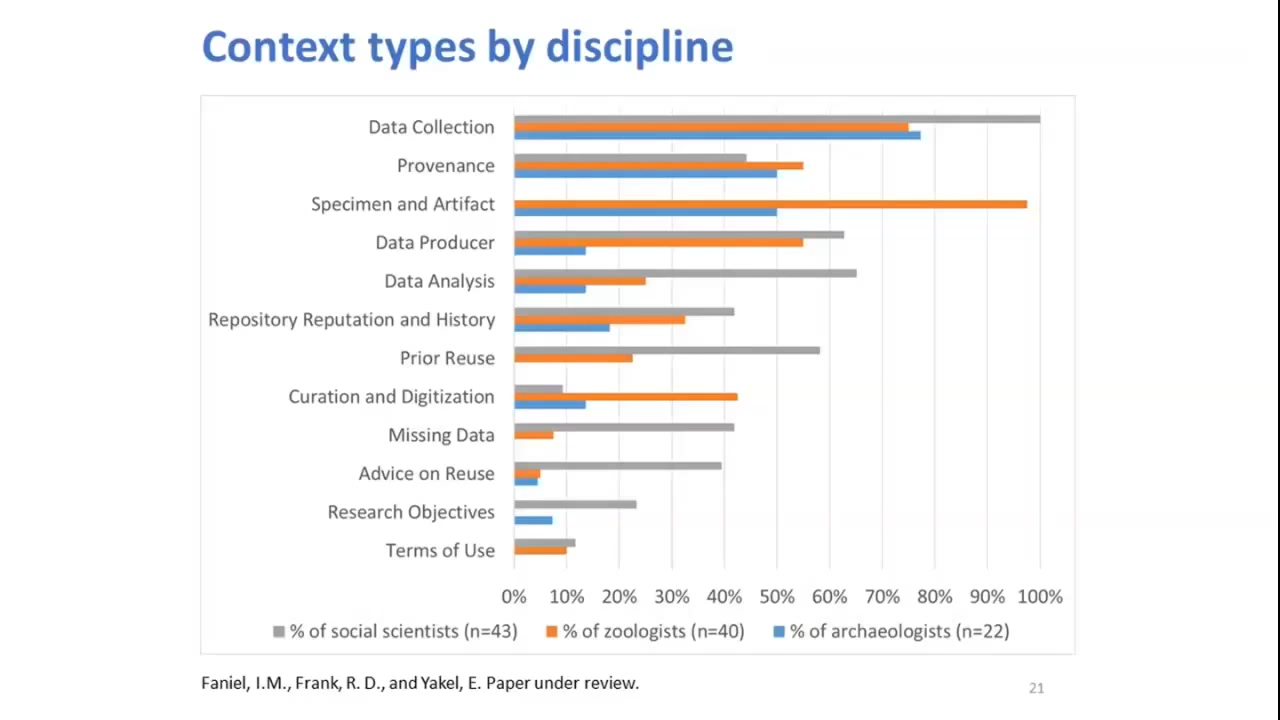 Context types by discipline
Data Collection
Provenance
Specimen and Artifact
Data Producer
Data Analysis
Repository Reputation and History
Prior Reuse
Curation and Digitization
Missing Data
Advice on Reuse
Research Objectives
Terms of Use
0% 10% 20% 30% 40% 50% 60% 70% 80% 90% 100%
% of social scientists (n=43) % of zoologists (n=40) % of archaeologists (n=22)
Faniel, I.M., Frank, R. D., and Yakel, E. Paper under review.
21